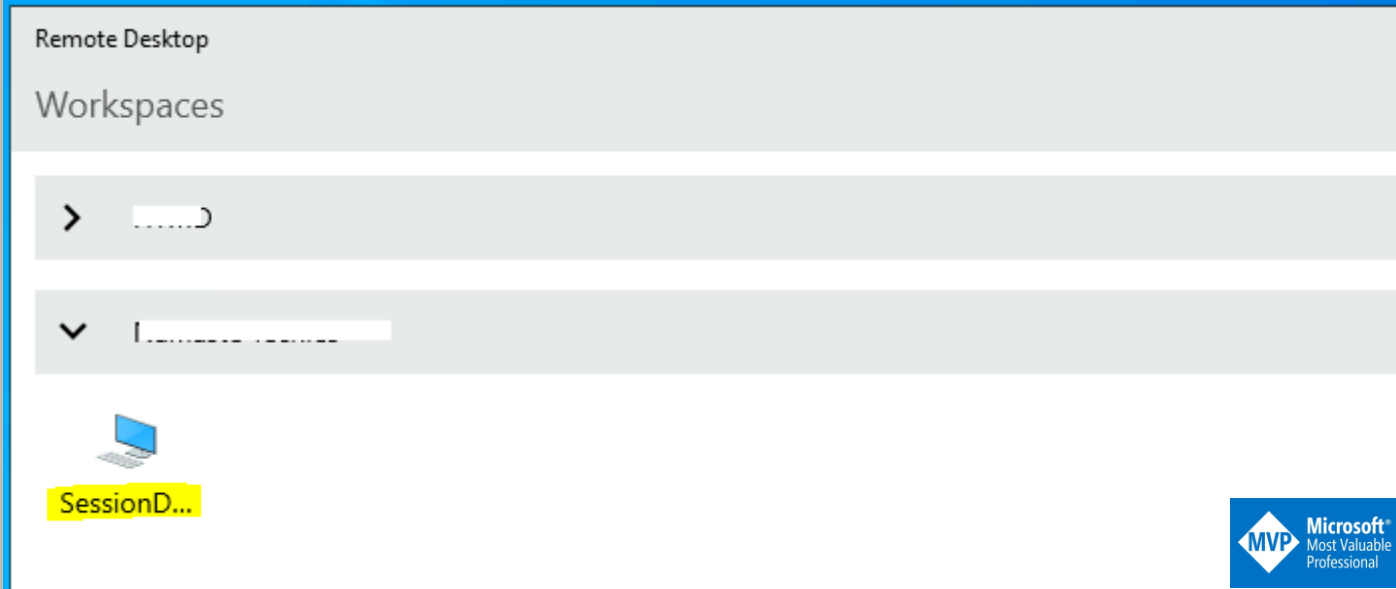 Remote Desktop
Workspaces
SessionD...
MVP
Microsoft®
Most Valuable
Professional